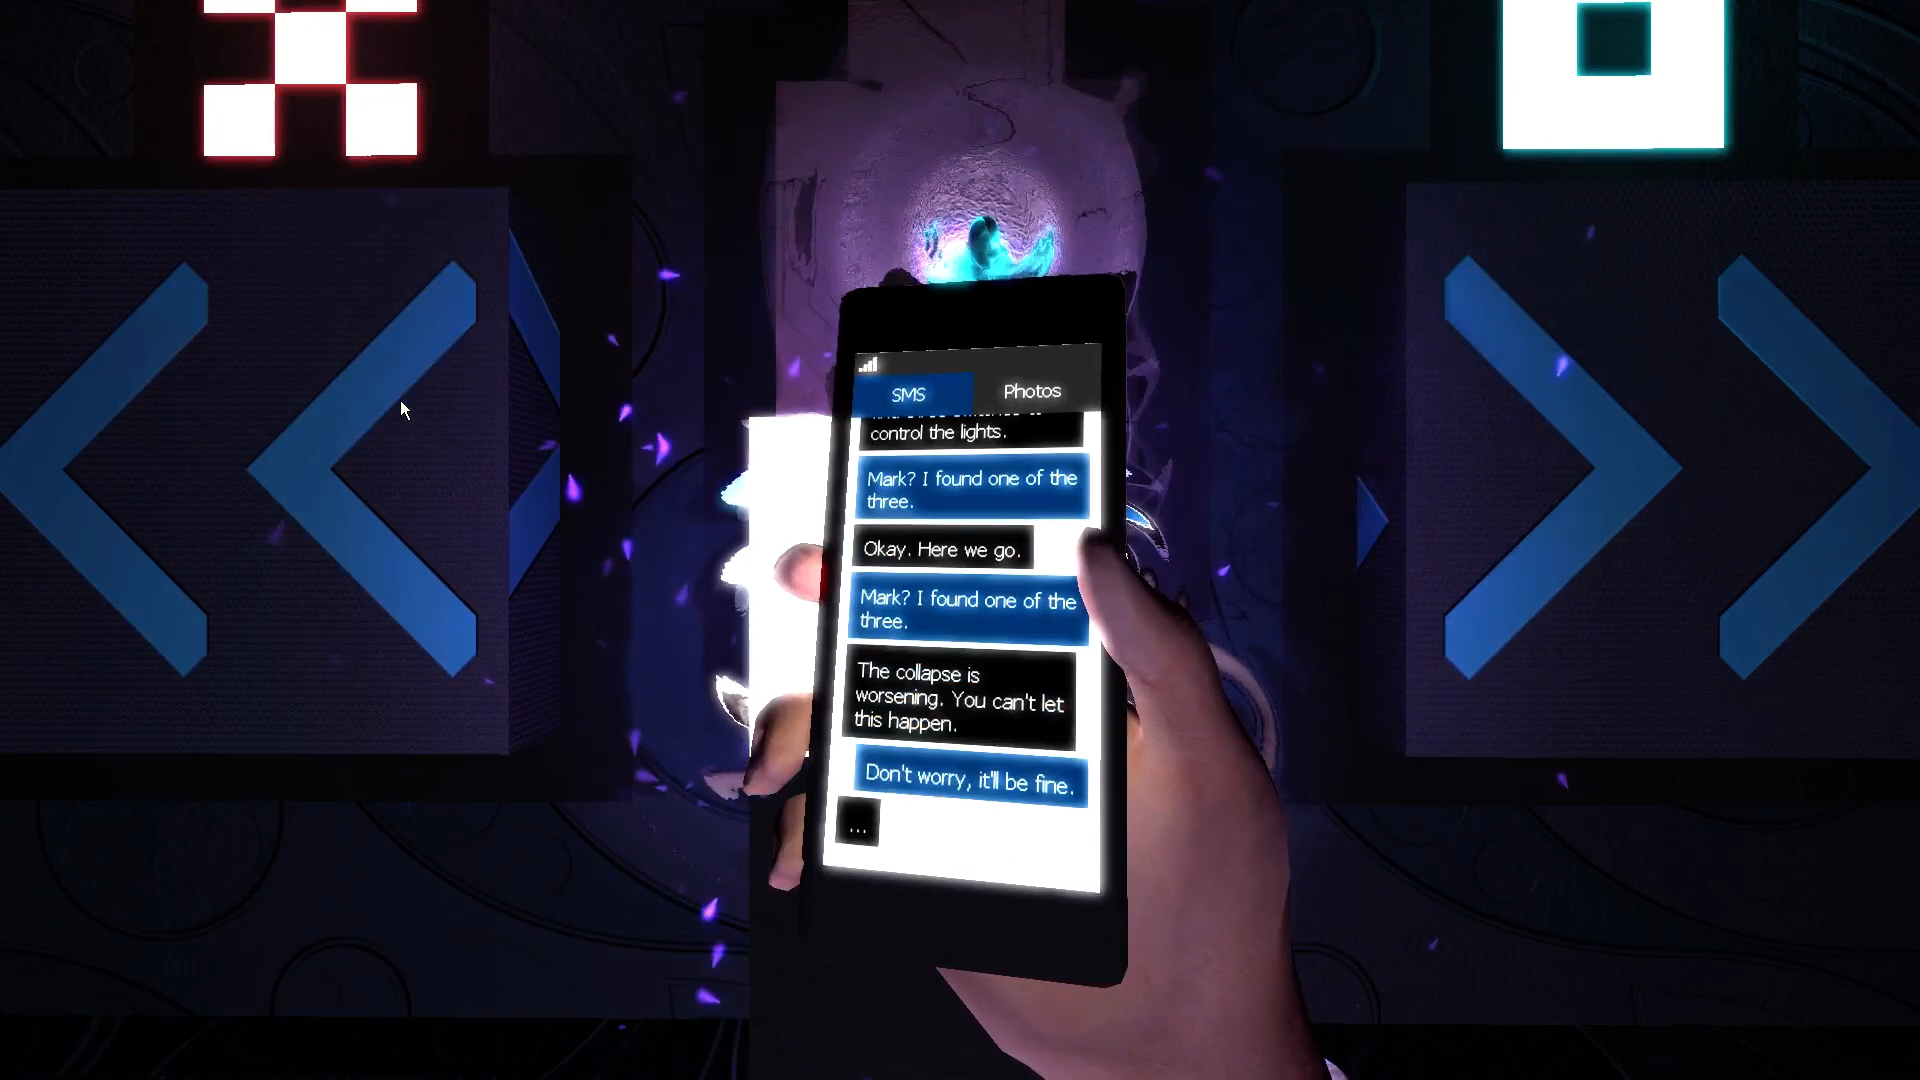 SMS
Photos
control the lights.
Mark? I found one of the
three.
Okay. Here we go.
Mark? I found one of the
three.
The collapse is
worsening. You can't let
this happen.
Don't worry, it'll be fine.
...